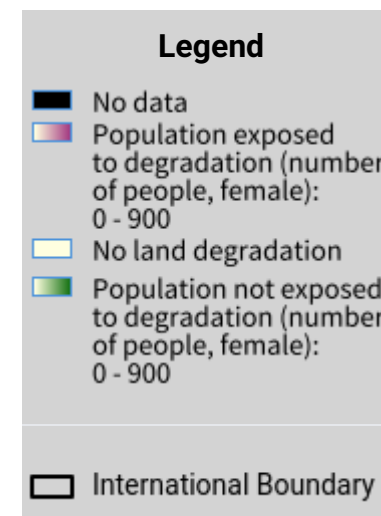 Legend
No data
Population exposed
to degradation (number
of people, female):
0 - 900
No land degradation
Population not exposed
to degradation (number
of people, female):
0 - 900
International Boundary